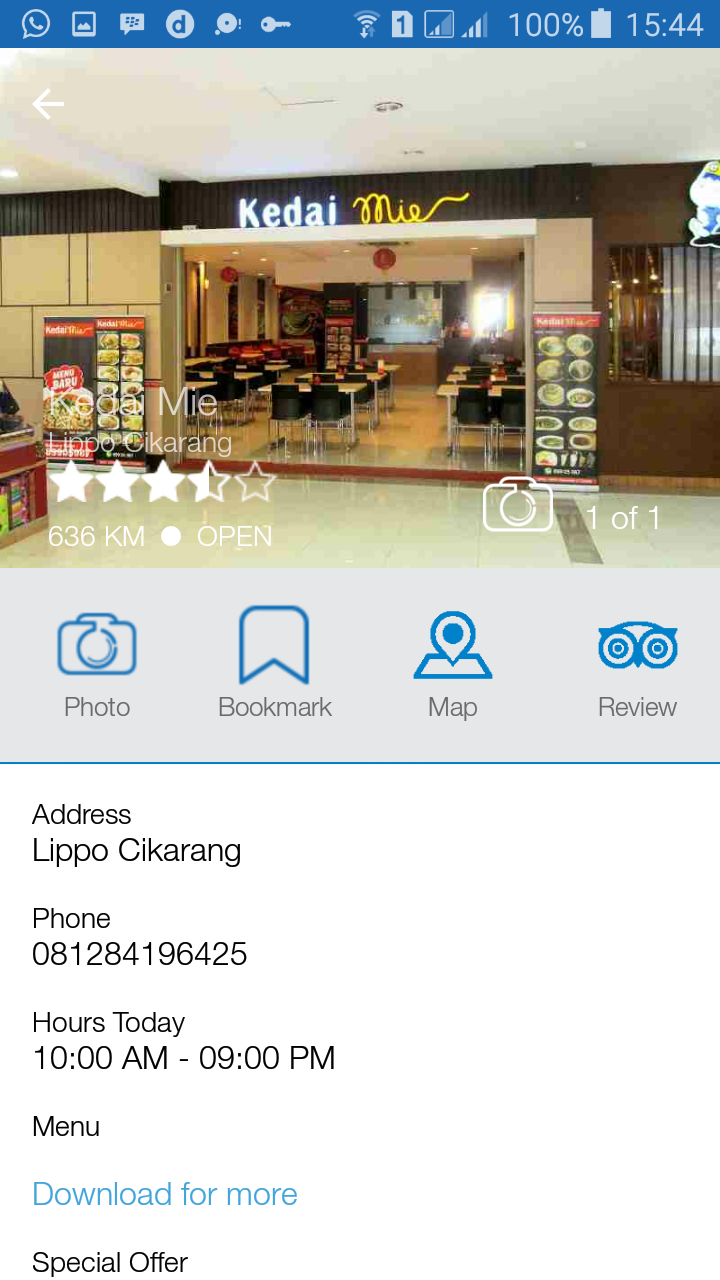 1
100%
15:44
Kedai Mie
Kedai Mie
Kedai Mie
Kedai Mie
MENU
BARU
Kedai Mie
Lippo Cikarang
636 KM
OPEN
1 of 1
Photo
Bookmark
Map
Review
Address
Lippo Cikarang
Phone
081284196425
Hours Today
10:00 AM - 09:00 PM
Menu
Download for more
Special Offer